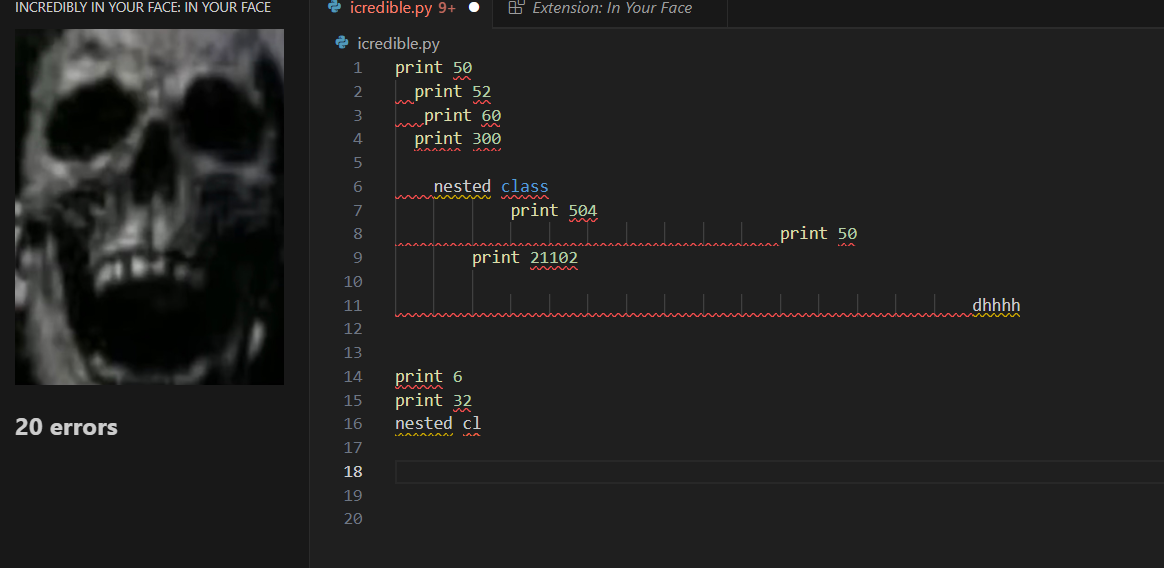 INCREDIBLY IN YOUR FACE: IN YOUR FACE
20 errors
icredible.py 9+ Extension: In Your Face
icredible.py
1 print 50
2 print 52
3 print 60
4 print 300
5
6 nested class
7 print 504
8 print 50
9 print 21102
10
11 dhhhh
12
13
14 print 6
15 print 32
16 nested cl
17
18
19
20